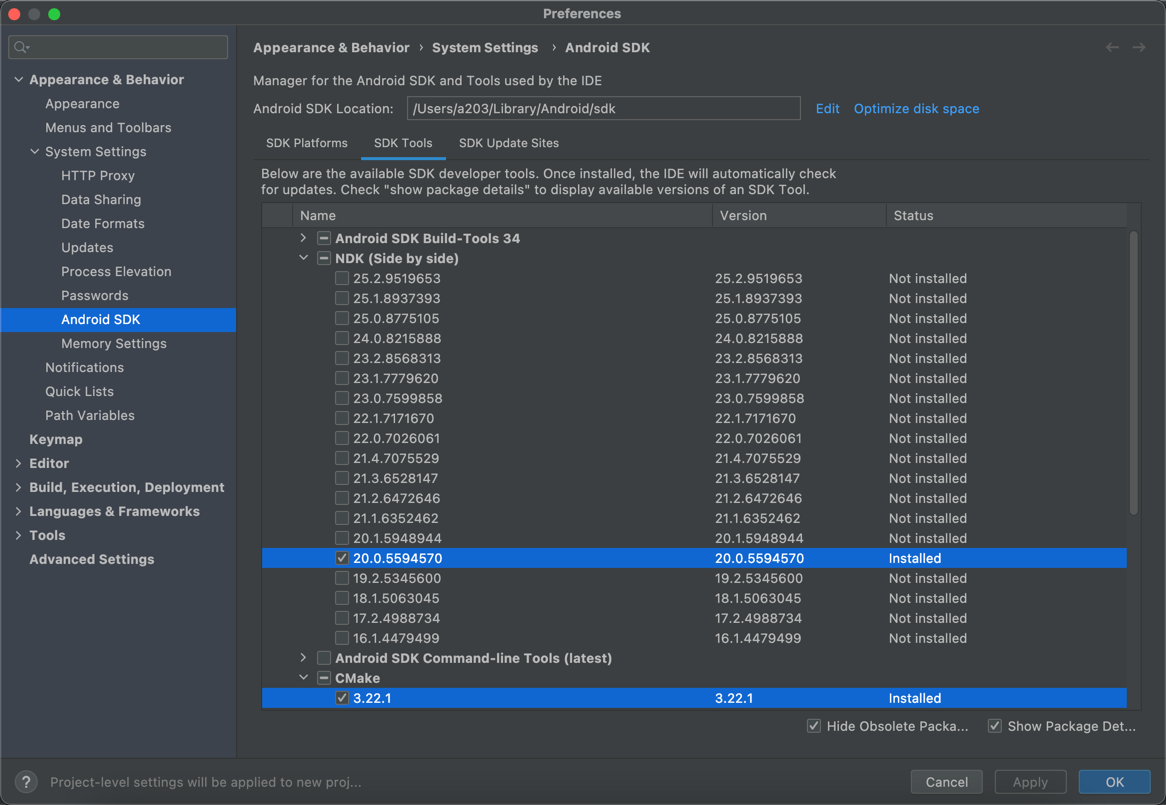 Preferences
Appearance & Behavior › System Settings › Android SDK
Manager for the Android SDK and Tools used by the IDE
Android SDK Location: /Users/a203/Library/Android/sdk Edit Optimize disk space
SDK Platforms SDK Tools SDK Update Sites
Below are the available SDK developer tools. Once installed, the IDE will automatically check
for updates. Check "show package details" to display available versions of an SDK Tool.
Appearance & Behavior
Appearance
Menus and Toolbars
System Settings
HTTP Proxy
Data Sharing
Date Formats
Updates
Process Elevation
Passwords
Android SDK
Memory Settings
Notifications
Quick Lists
Path Variables
Keymap
Editor
Build, Execution, Deployment
Languages & Frameworks
Tools
Advanced Settings
Name Version Status
Android SDK Build-Tools 34
NDK (Side by side)
25.2.9519653 25.2.9519653 Not installed
25.1.8937393 25.1.8937393 Not installed
25.0.8775105 25.0.8775105 Not installed
24.0.8215888 24.0.8215888 Not installed
23.2.8568313 23.2.8568313 Not installed
23.1.7779620 23.1.7779620 Not installed
23.0.7599858 23.0.7599858 Not installed
22.1.7171670 22.1.7171670 Not installed
22.0.7026061 22.0.7026061 Not installed
21.4.7075529 21.4.7075529 Not installed
21.3.6528147 21.3.6528147 Not installed
21.2.6472646 21.2.6472646 Not installed
21.1.6352462 21.1.6352462 Not installed
20.1.5948944 20.1.5948944 Not installed
20.0.5594570 20.0.5594570 Installed
19.2.5345600 19.2.5345600 Not installed
18.1.5063045 18.1.5063045 Not installed
17.2.4988734 17.2.4988734 Not installed
16.1.4479499 16.1.4479499 Not installed
Android SDK Command-line Tools (latest)
CMake
3.22.1 3.22.1 Installed
Hide Obsolete Packa... Show Package Det...
? Project-level settings will be applied to new proj... Cancel Apply OK